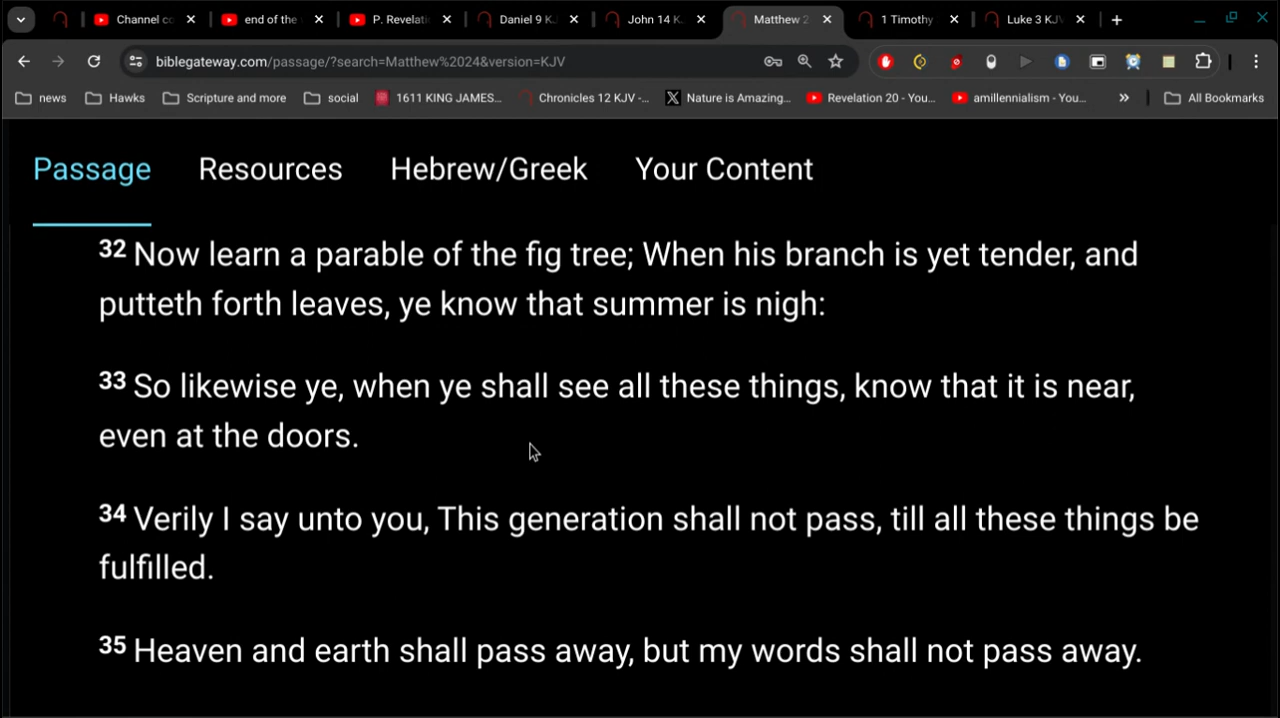 Channel co
end of the
P. Revelati
Daniel 9 KJ
John 14 K
Matthew 2
1 Timothy
Luke 3 KJV
biblegateway.com/passage/?search=Matthew%2024&version=KJV
news
Hawks
Scripture and more
social
1611 KING JAMES...
Chronicles 12 KJV -...
Nature is Amazing...
Revelation 20 - You...
amillennialism - You...
All Bookmarks
Passage
Resources
Hebrew/Greek
Your Content
32 Now learn a parable of the fig tree; When his branch is yet tender, and
putteth forth leaves, ye know that summer is nigh:
33 So likewise ye, when ye shall see all these things, know that it is near,
even at the doors.
34 Verily I say unto you, This generation shall not pass, till all these things be
fulfilled.
35 Heaven and earth shall pass away, but my words shall not pass away.